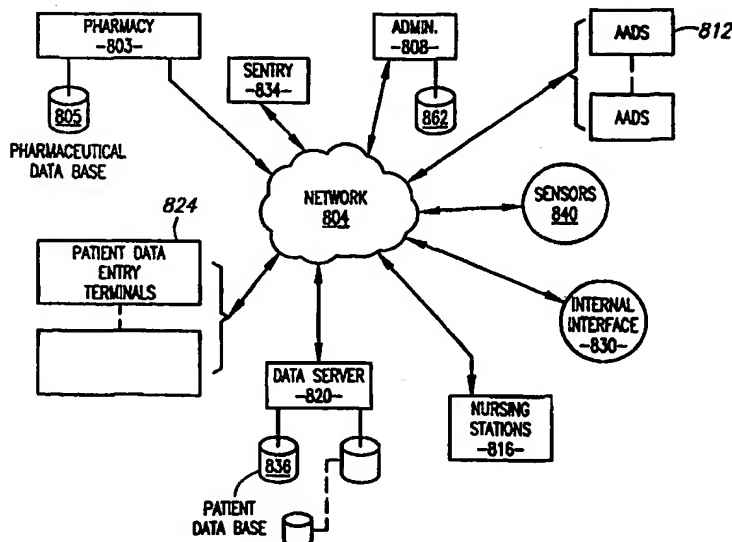 PHARMACY
-803-
805
PHARMACEUTICAL
DATA BASE
SENTRY
-834-
ADMIN.
-808-
862
AADS
812
AADS
NETWORK
804
SENSORS
840
824
PATIENT DATA
ENTRY
TERMINALS
INTERNAL
INTERFACE
-830-
DATA SERVER
-820-
836
PATIENT
DATA BASE
NURSING
STATIONS
-816-